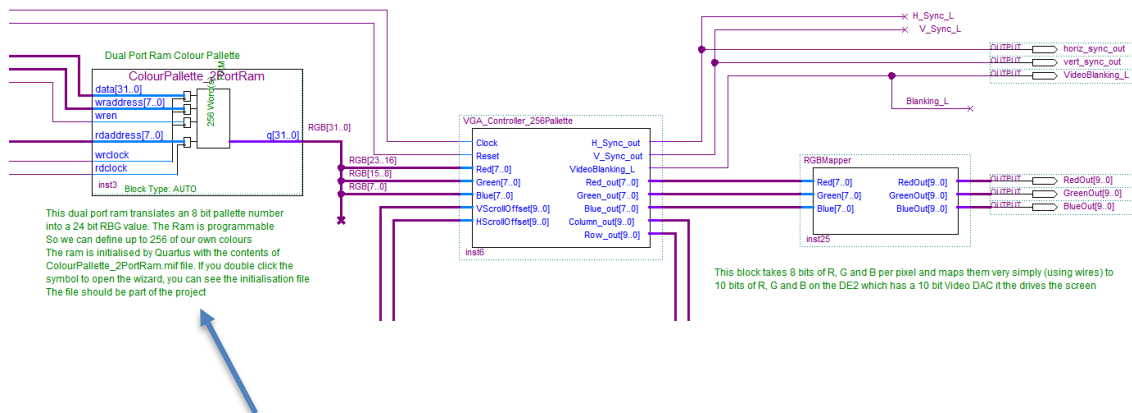 H_Sync_L
V_Sync_L
OUTPUT horiz_sync_out
OUTPUT vert_sync_out
OUTPUT VideoBlanking_L
Blanking_L
Dual Port Ram Colour Pallette
ColourPallette_2PortRam
data[31..0]
wraddress[7..0]
wren
rdaddress[7..0]
wrclock
rdclock
256 Word(s) RAM
q[31..0]
inst3
Block Type: AUTO
RGB[31..0]
RGB[23..16]
RGB[15..8]
RGB[7..0]
VGA_Controller_256Pallette
Clock
Reset
Red[7..0]
Green[7..0]
Blue[7..0]
VScrollOffset[9..0]
HScrollOffset[9..0]
H_Sync_out
V_Sync_out
VideoBlanking_L
Red_out[7..0]
Green_out[7..0]
Blue_out[7..0]
Column_out[9..0]
Row_out[9..0]
inst6
RGBMapper
Red[7..0] RedOut[9..0]
Green[7..0] GreenOut[9..0]
Blue[7..0] BlueOut[9..0]
inst25
OUTPUT RedOut[9..0]
OUTPUT GreenOut[9..0]
OUTPUT BlueOut[9..0]
This dual port ram translates an 8 bit pallette number
into a 24 bit RBG value. The Ram is programmable
So we can define up to 256 of our own colours
The ram is initialised by Quartus with the contents of
ColourPallette_2PortRam.mif file. If you double click the
symbol to open the wizard, you can see the initialisation file
The file should be part of the project
This block takes 8 bits of R, G and B per pixel and maps them very simply (using wires) to
10 bits of R, G and B on the DE2 which has a 10 bit Video DAC it the drives the screen